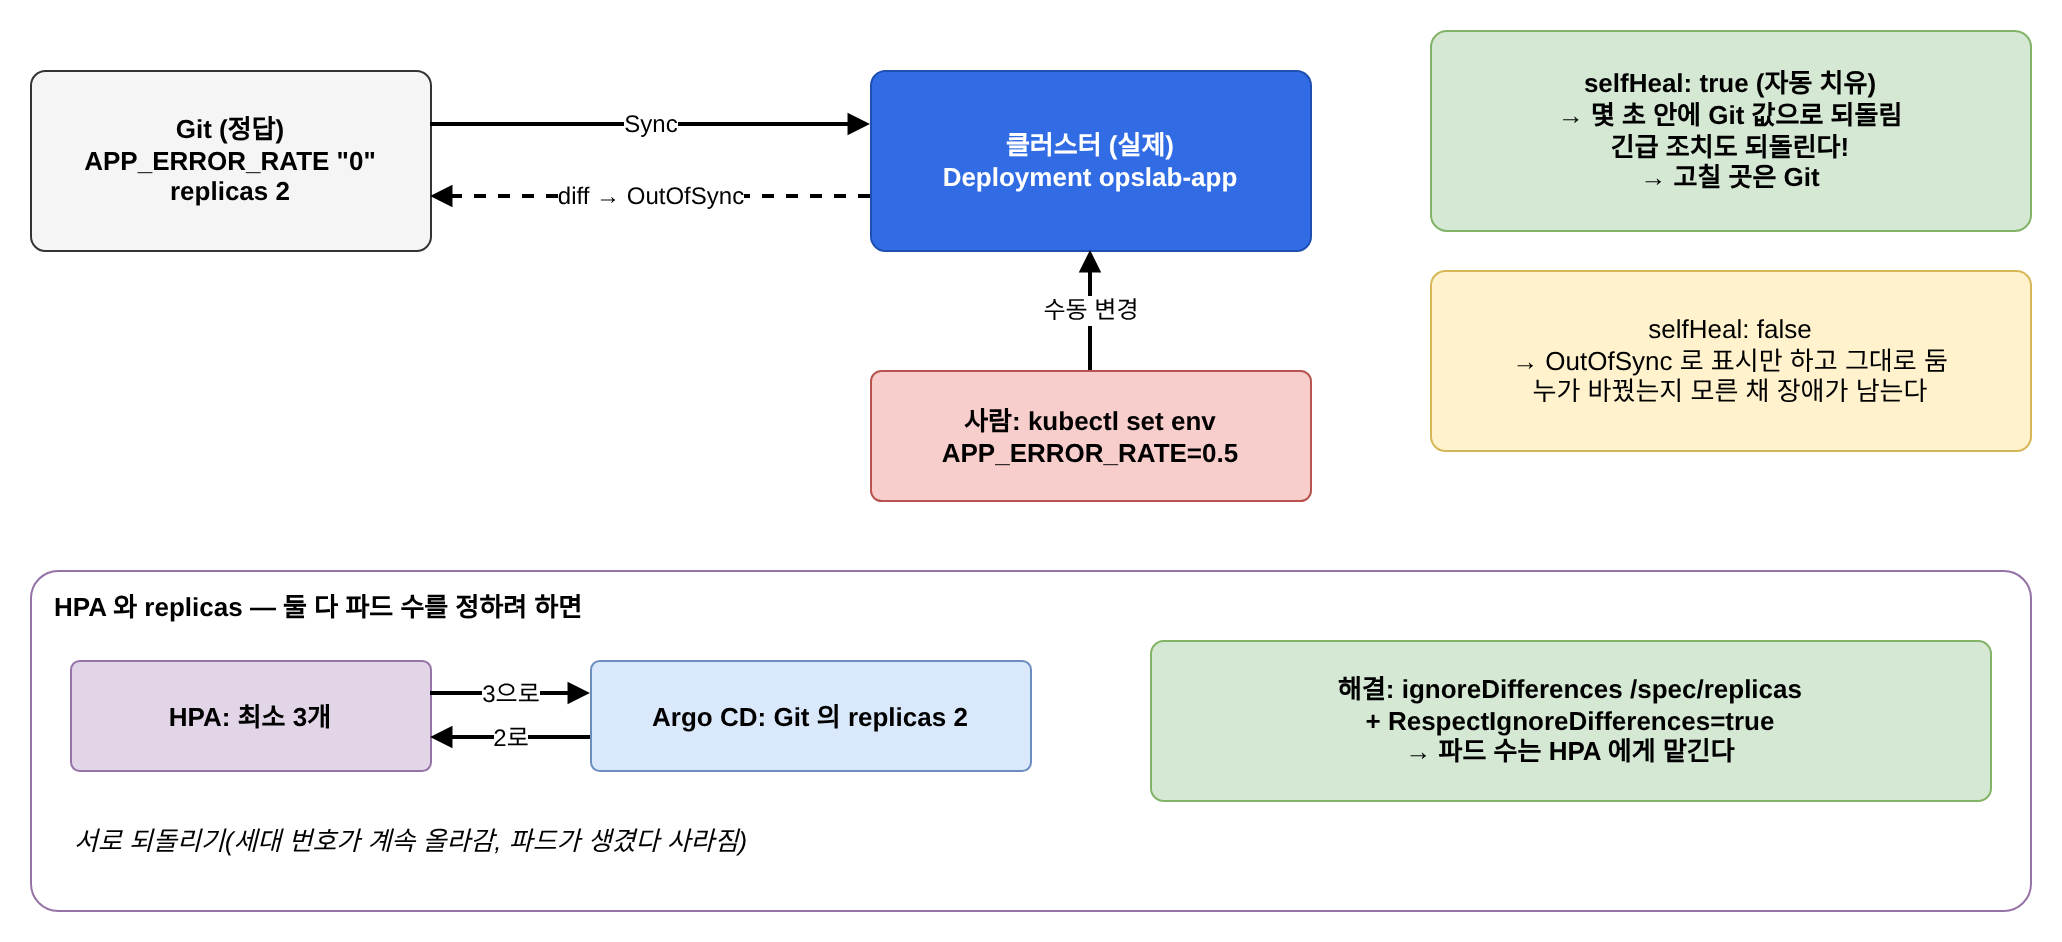 Git (정답)
APP_ERROR_RATE "0"
replicas 2
Sync
diff → OutOfSync
클러스터 (실제)
Deployment opslab-app
수동 변경
사람: kubectl set env
APP_ERROR_RATE=0.5
selfHeal: true (자동 치유)
→ 몇 초 안에 Git 값으로 되돌림
긴급 조치도 되돌린다!
→ 고칠 곳은 Git
selfHeal: false
→ OutOfSync 로 표시만 하고 그대로 둠
누가 바꿨는지 모른 채 장애가 남는다
HPA 와 replicas — 둘 다 파드 수를 정하려 하면
HPA: 최소 3개
3으로
2로
Argo CD: Git 의 replicas 2
해결: ignoreDifferences /spec/replicas
+ RespectIgnoreDifferences=true
→ 파드 수는 HPA 에게 맡긴다
서로 되돌리기(세대 번호가 계속 올라감, 파드가 생겼다 사라짐)